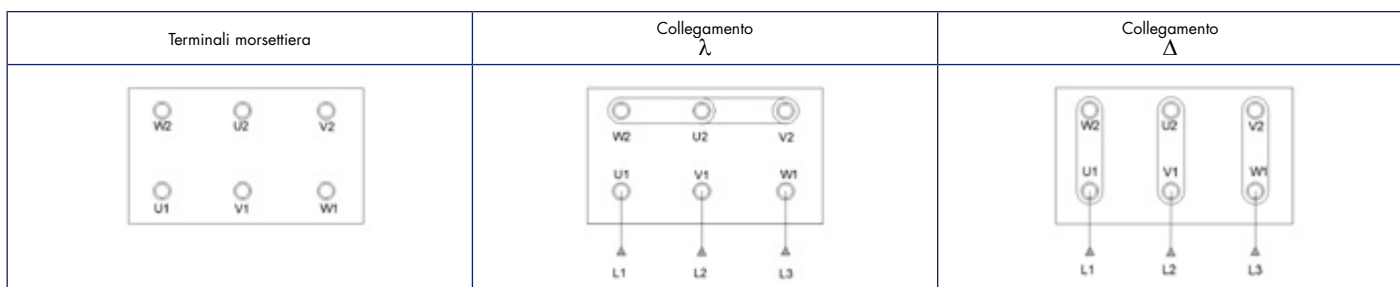 Terminali morsettiera
Collegamento
λ
Collegamento
Δ
W2 U2 V2
U1 V1 W1
W2 U2 V2
U1 V1 W1
L1 L2 L3
W2 U2 V2
U1 V1 W1
L1 L2 L3